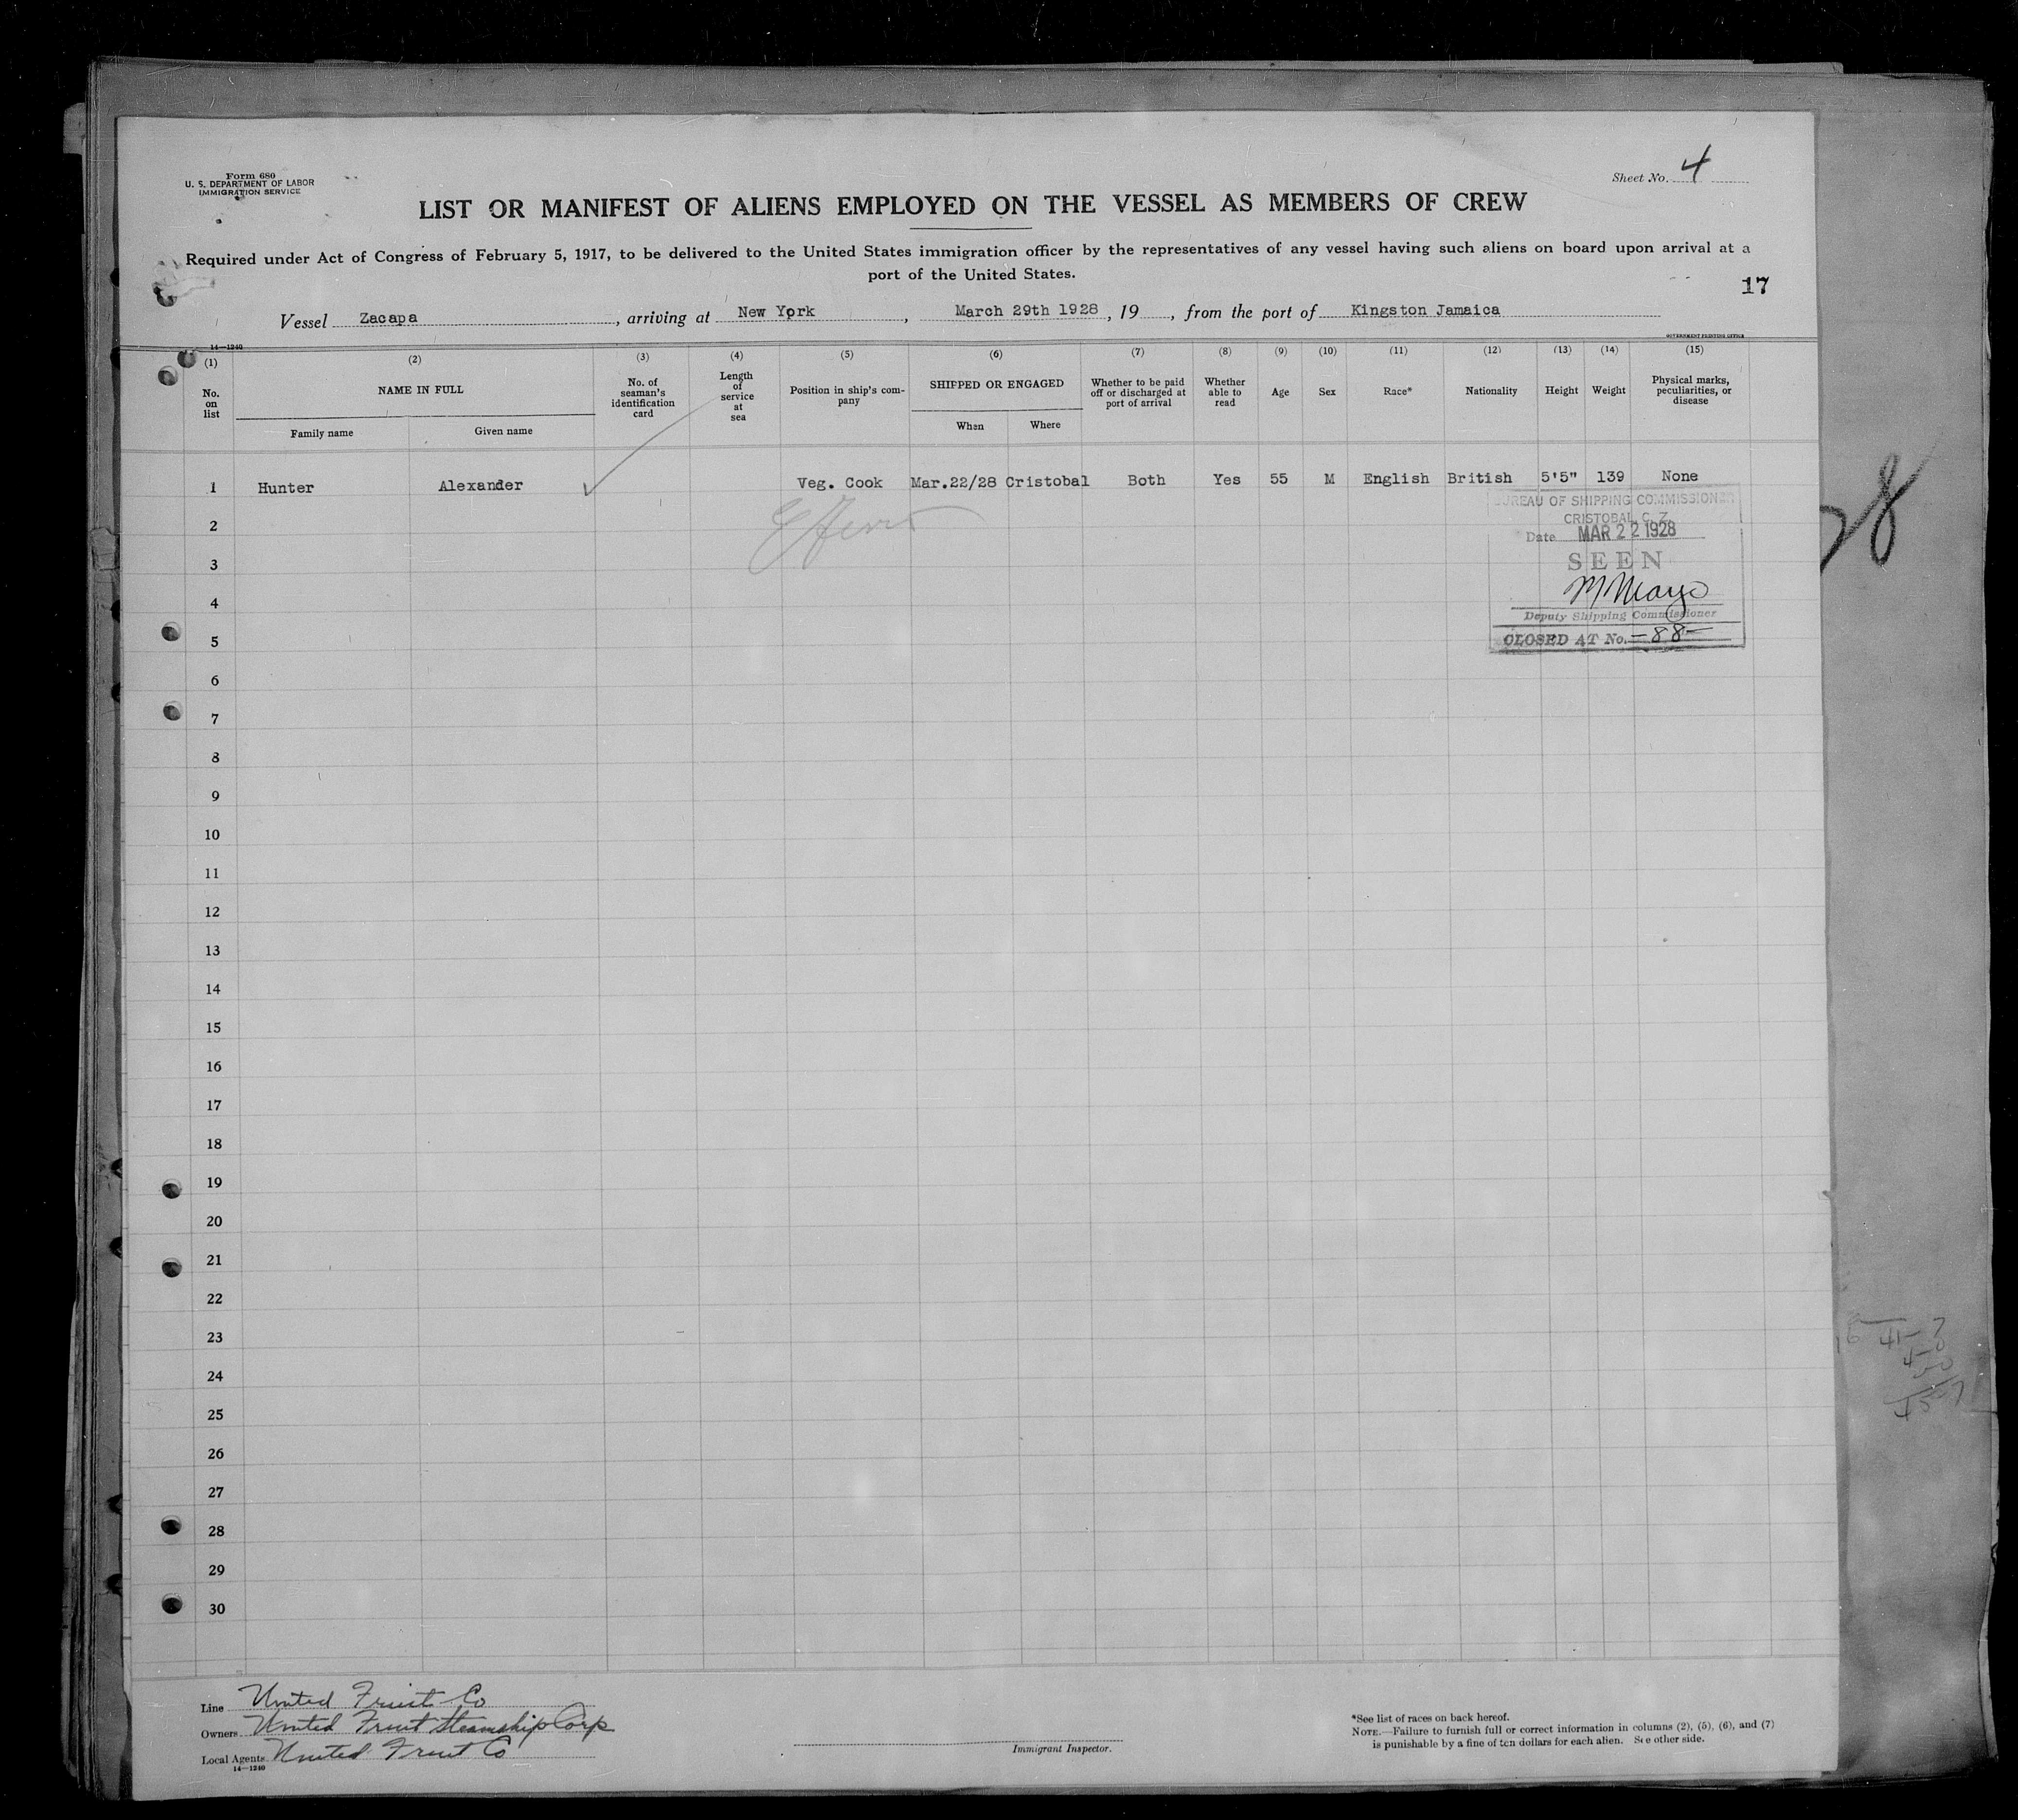 Form 680
U. S. DEPARTMENT OF LABOR
IMMIGRATION SERVICE
Sheet No. 4
LIST OR MANIFEST OF ALIENS EMPLOYED ON THE VESSEL AS MEMBERS OF CREW
Required under Act of Congress of February 5, 1917, to be delivered to the United States immigration officer by the representatives of any vessel having such aliens on board upon arrival at a
port of the United States.
17
Vessel Zacapa, arriving at New York, March 29th 1928, 19, from the port of Kingston Jamaica
14—1240
GOVERNMENT PRINTING OFFICE
(1) (2) (3) (4) (5) (6) (7) (8) (9) (10) (11) (12) (13) (14) (15)
No. on list
NAME IN FULL
Family name
Given name
No. of seaman's identification card
Length of service at sea
Position in ship's company
SHIPPED OR ENGAGED
When
Where
Whether to be paid off or discharged at port of arrival
Whether able to read
Age
Sex
Race*
Nationality
Height
Weight
Physical marks, peculiarities, or disease
1 Hunter Alexander Veg. Cook Mar.22/28 Cristobal Both Yes 55 M English British 5'5" 139 None
BUREAU OF SHIPPING COMMISSIONER
CRISTOBAL, C. Z.
Date MAR 22 1928
SEEN
Deputy Shipping Commissioner
CLOSED AT No. -88-
2
3
4
5
6
7
8
9
10
11
12
13
14
15
16
17
18
19
20
21
22
23
24
25
26
27
28
29
30
Line United Fruit Co
Owners United Fruit Steamship Corp
Local Agents United Fruit Co
14—1240
Immigrant Inspector.
*See list of races on back hereof.
NOTE.—Failure to furnish full or correct information in columns (2), (5), (6), and (7)
is punishable by a fine of ten dollars for each alien. See other side.